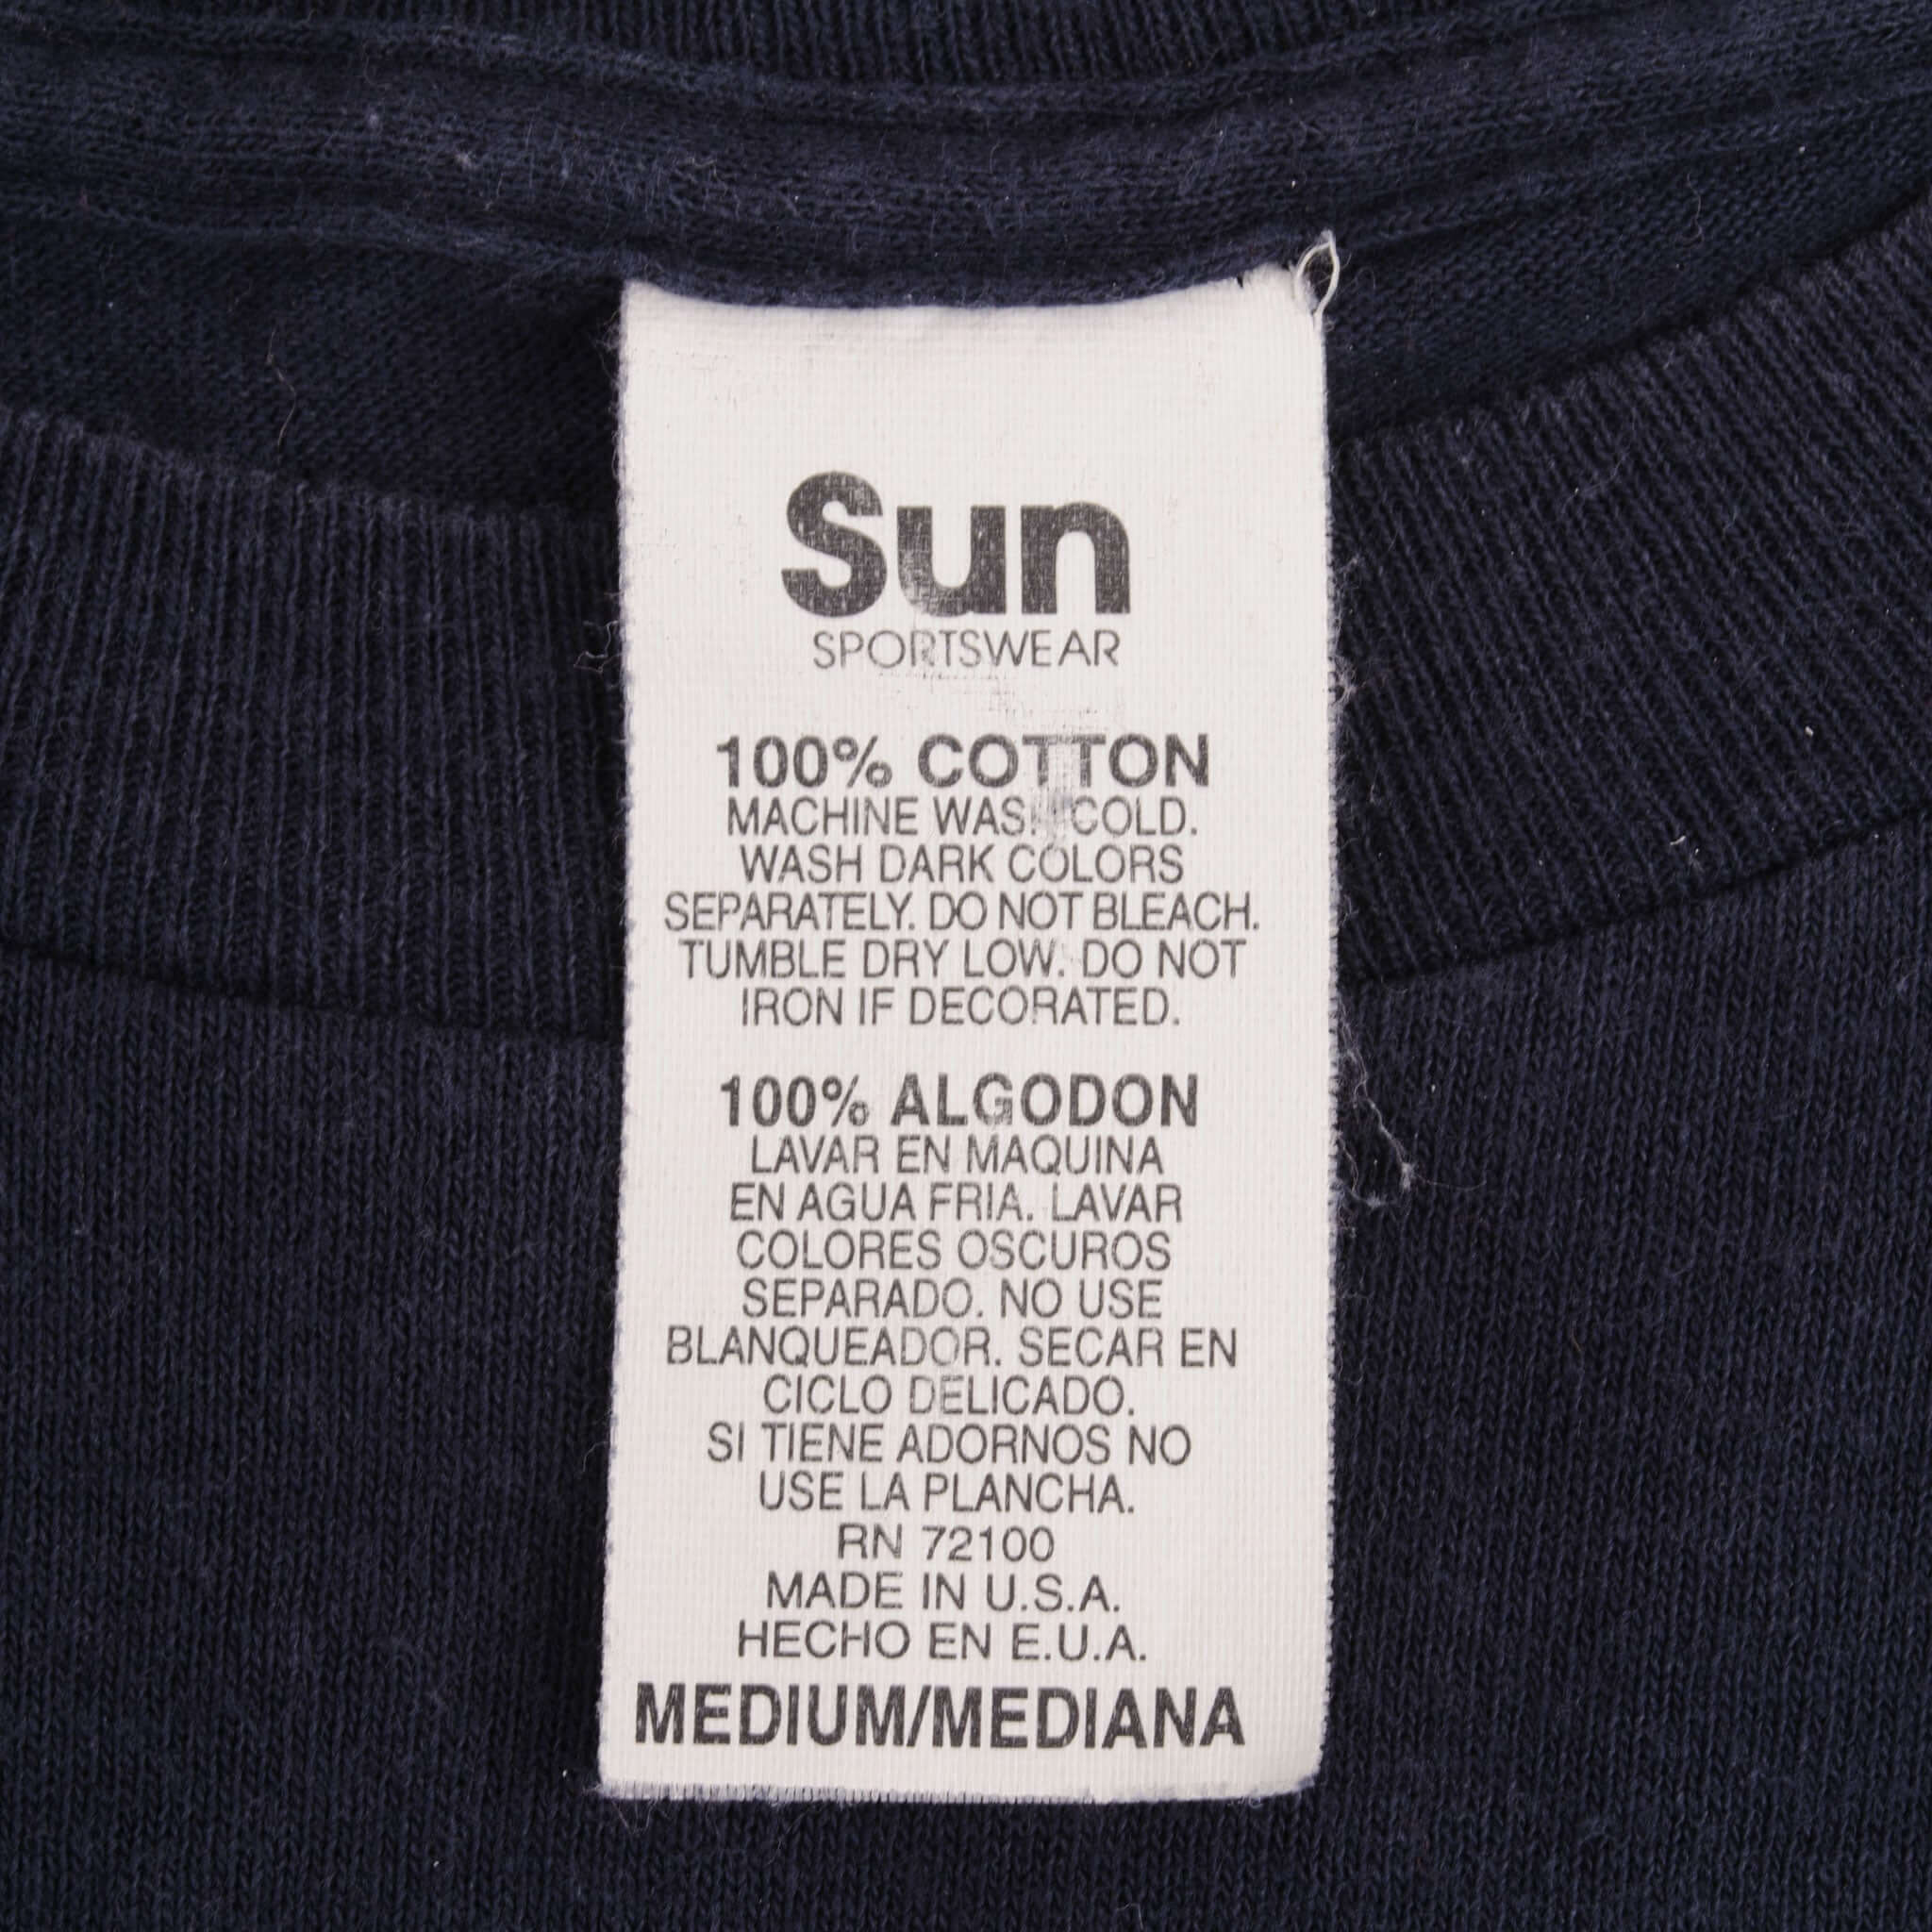 Sun
SPORTSWEAR
100% COTTON
MACHINE WASH COLD.
WASH DARK COLORS
SEPARATELY. DO NOT BLEACH.
TUMBLE DRY LOW. DO NOT
IRON IF DECORATED.
100% ALGODON
LAVAR EN MAQUINA
EN AGUA FRIA. LAVAR
COLORES OSCUROS
SEPARADO. NO USE
BLANQUEADOR. SECAR EN
CICLO DELICADO.
SI TIENE ADORNOS NO
USE LA PLANCHA.
RN 72100
MADE IN U.S.A.
HECHO EN E.U.A.
MEDIUM/MEDIANA